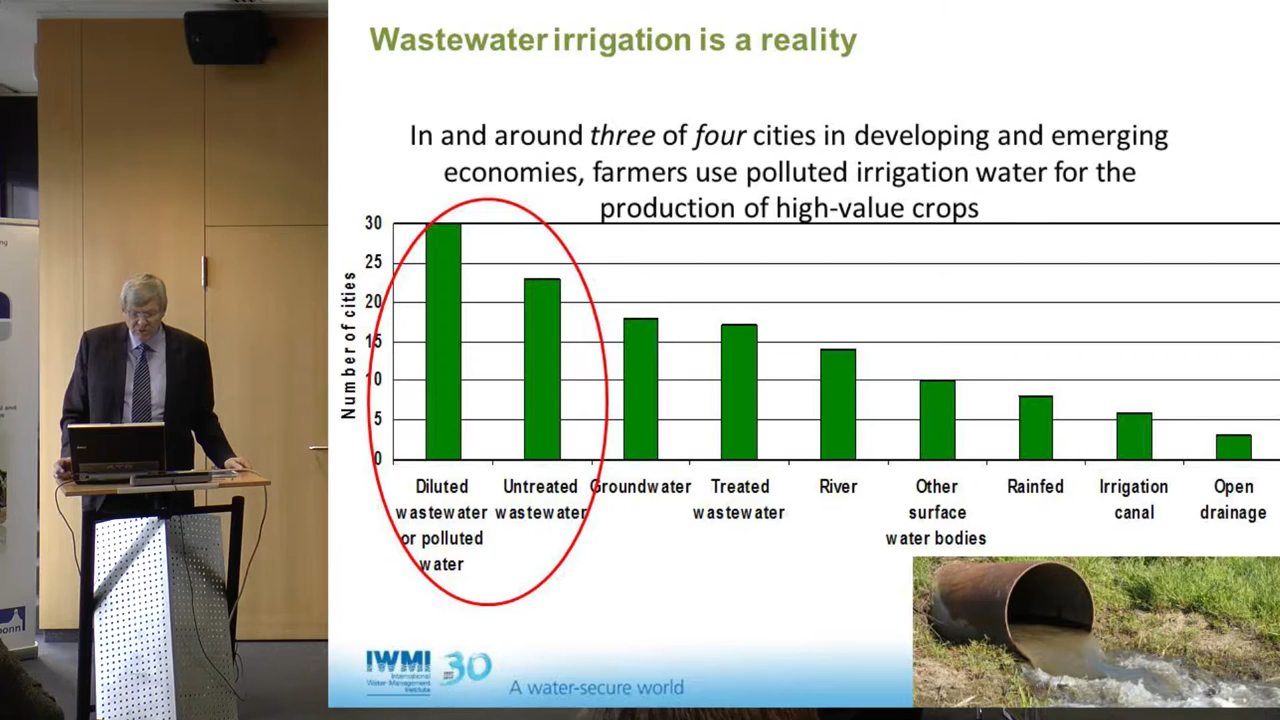 Wastewater irrigation is a reality
In and around three of four cities in developing and emerging
economies, farmers use polluted irrigation water for the
production of high-value crops
30
25
20
15
10
5
0
Number of cities
Diluted
wastewater
or polluted
water
Untreated
wastewater
Groundwater
Treated
wastewater
River
Other
surface
water bodies
Rainfed
Irrigation
canal
Open
drainage
IWMI
International
Water Management
Institute
30
A water-secure world
bonn